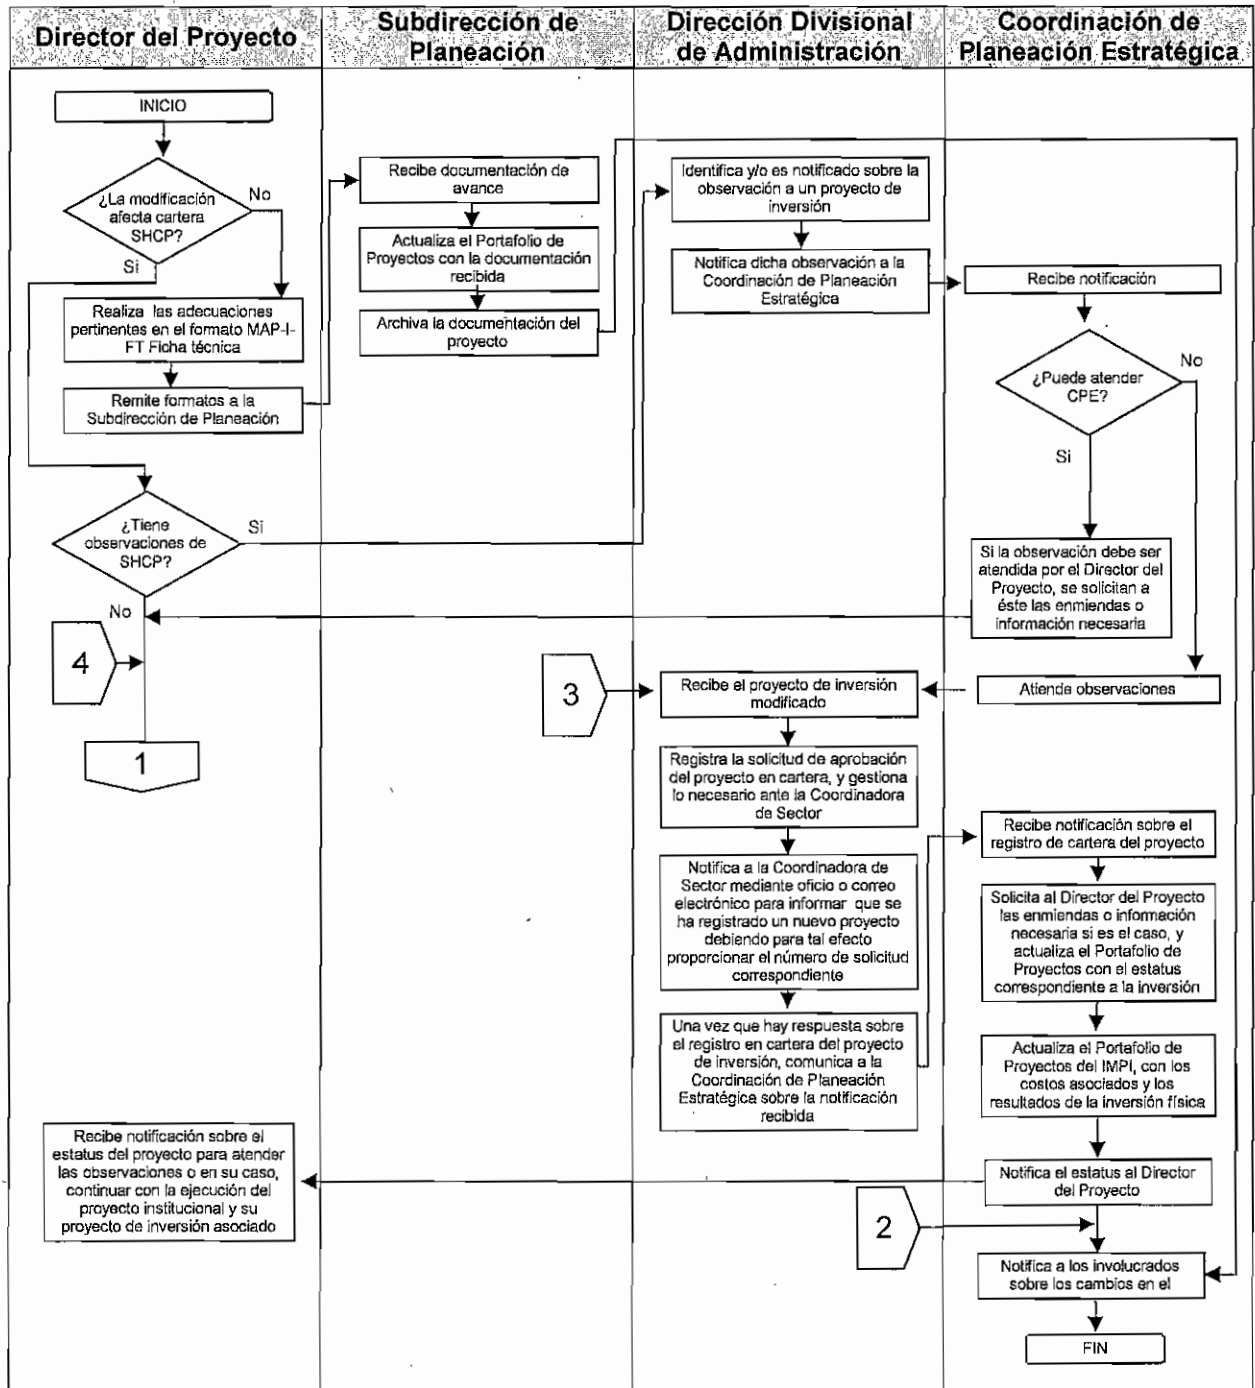 Director del Proyecto
Subdirección de
Planeación
Dirección Divisional
de Administración
Coordinación de
Planeación Estratégica
INICIO
¿La modificación
afecta cartera
SHCP?
No
Si
Realiza las adecuaciones
pertinentes en el formato MAP-I-
FT Ficha técnica
Remite formatos a la
Subdirección de Planeación
¿Tiene
observaciones de
SHCP?
Si
No
4
1
Recibe notificación sobre el
estatus del proyecto para atender
las observaciones o en su caso,
continuar con la ejecución del
proyecto institucional y su
proyecto de inversión asociado
Recibe documentación de
avance
Actualiza el Portafolio de
Proyectos con la documentación
recibida
Archiva la documentación del
proyecto
3
Identifica y/o es notificado sobre la
observación a un proyecto de
inversión
Notifica dicha observación a la
Coordinación de Planeación
Estratégica
Recibe el proyecto de inversión
modificado
Registra la solicitud de aprobación
del proyecto en cartera, y gestiona
lo necesario ante la Coordinadora
de Sector
Notifica a la Coordinadora de
Sector mediante oficio o correo
electrónico para informar que se
ha registrado un nuevo proyecto
debiendo para tal efecto
proporcionar el número de solicitud
correspondiente
Una vez que hay respuesta sobre
el registro en cartera del proyecto
de inversión, comunica a la
Coordinación de Planeación
Estratégica sobre la notificación
recibida
2
Recibe notificación
¿Puede atender
CPE?
No
Si
Si la observación debe ser
atendida por el Director del
Proyecto, se solicitan a
éste las enmiendas o
información necesaria
Atiende observaciones
Recibe notificación sobre el
registro de cartera del proyecto
Solicita al Director del Proyecto
las enmiendas o información
necesaria si es el caso, y
actualiza el Portafolio de
Proyectos con el estatus
correspondiente a la inversión
Actualiza el Portafolio de
Proyectos del IMPI, con los
costos asociados y los
resultados de la inversión física
Notifica el estatus al Director
del Proyecto
Notifica a los involucrados
sobre los cambios en el
FIN